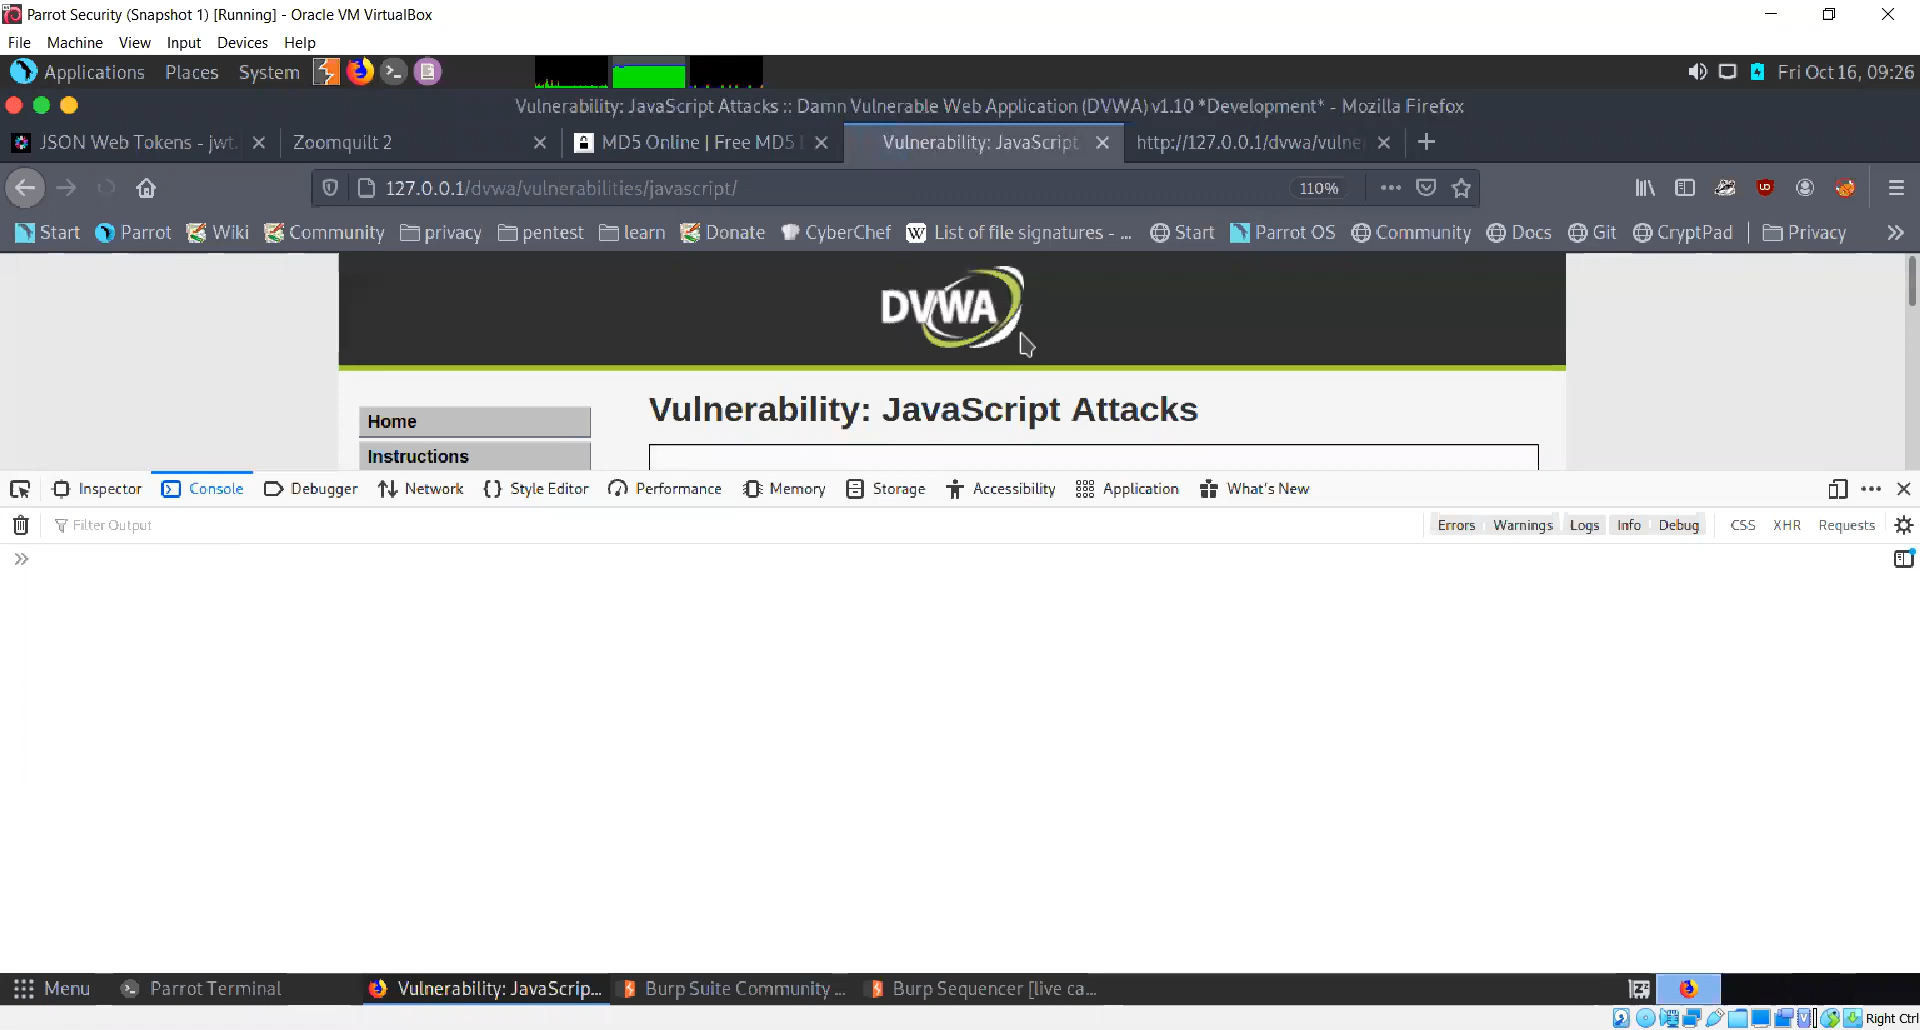 Parrot Security (Snapshot 1) [Running] - Oracle VM VirtualBox
File Machine View Input Devices Help
Applications Places System Fri Oct 16, 09:26
Vulnerability: JavaScript Attacks :: Damn Vulnerable Web Application (DVWA) v1.10 *Development* - Mozilla Firefox
JSON Web Tokens - jwt. Zoomquilt 2 MD5 Online | Free MD5 Vulnerability: JavaScript http://127.0.0.1/dvwa/vulne
127.0.0.1/dvwa/vulnerabilities/javascript/ 110%
Start Parrot Wiki Community privacy pentest learn Donate CyberChef W List of file signatures - ... Start Parrot OS Community Docs Git CryptPad Privacy
DVWA
Vulnerability: JavaScript Attacks
Home
Instructions
Inspector Console Debugger Network Style Editor Performance Memory Storage Accessibility Application What's New
Filter Output Errors Warnings Logs Info Debug CSS XHR Requests
Menu Parrot Terminal Vulnerability: JavaScrip... Burp Suite Community ... Burp Sequencer [live ca...
Right Ctrl